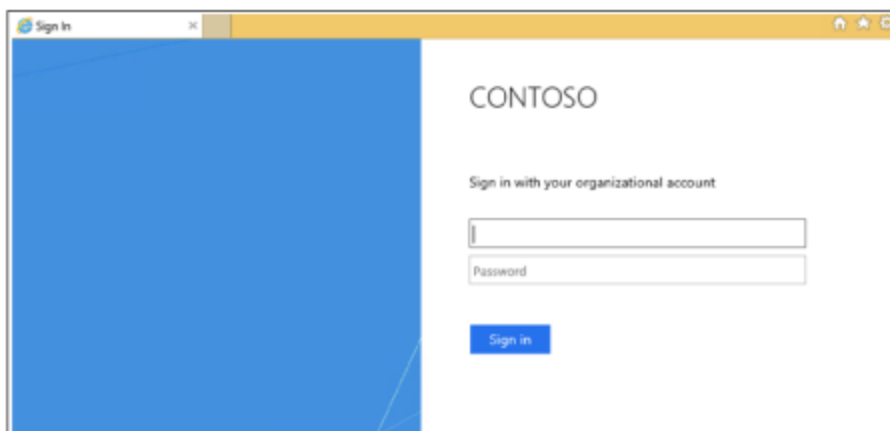 Sign In
CONTOSO
Sign in with your organizational account
Password
Sign in